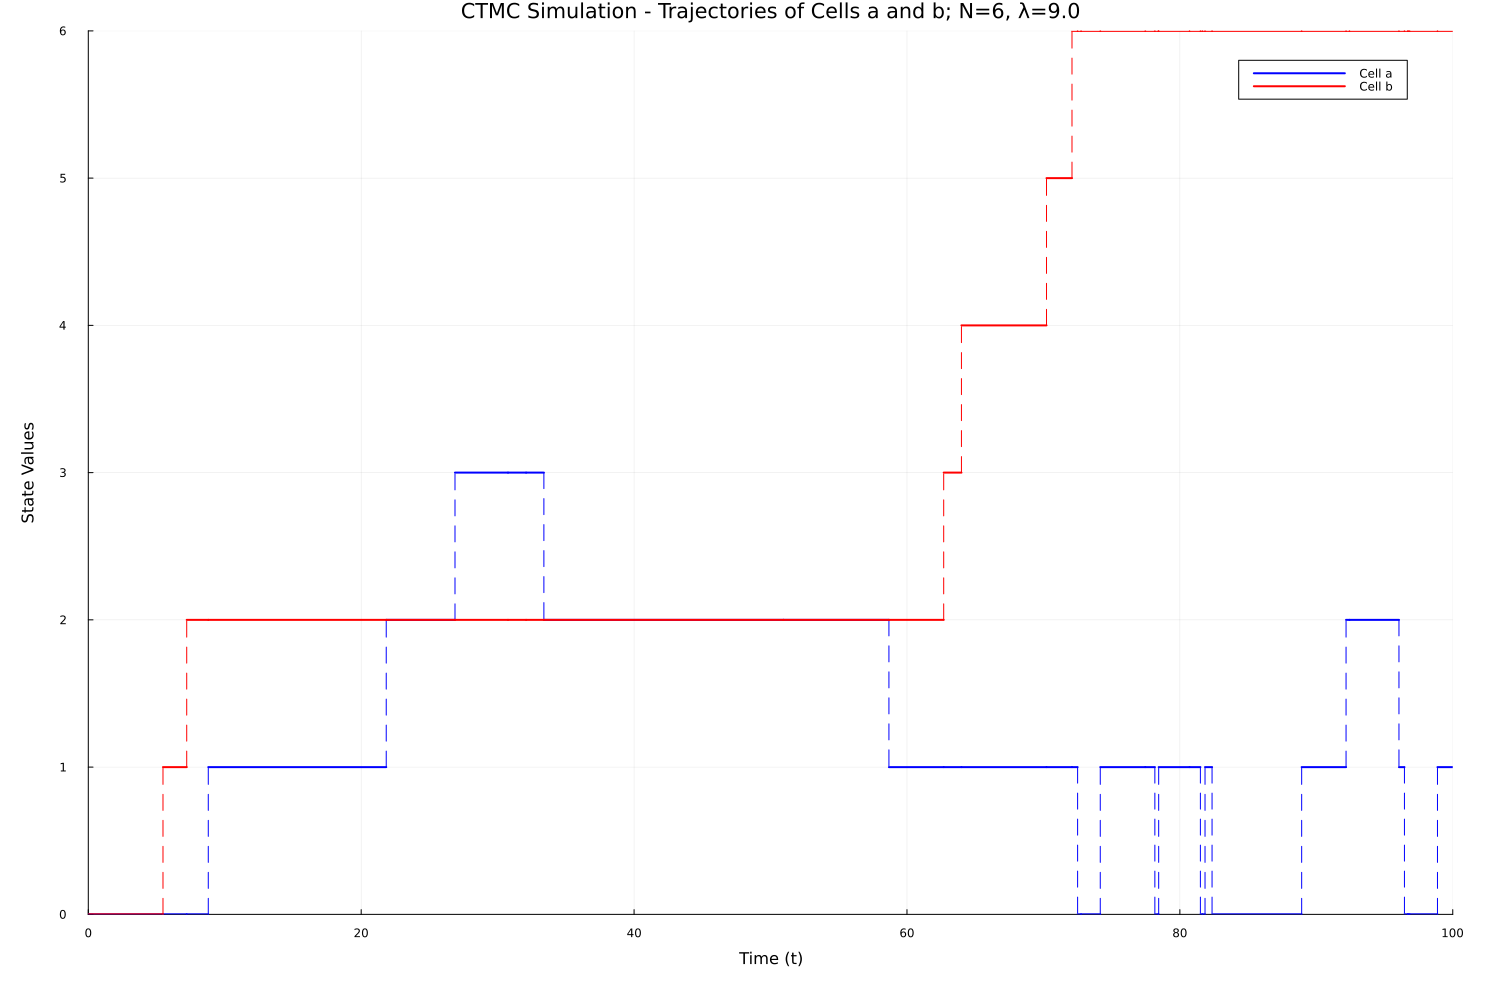 CTMC Simulation - Trajectories of Cells a and b; N=6, λ=9.0
6
Cell a
Cell b
5
4
3
2
1
0
State Values
0 20 40 60 80 100
Time (t)